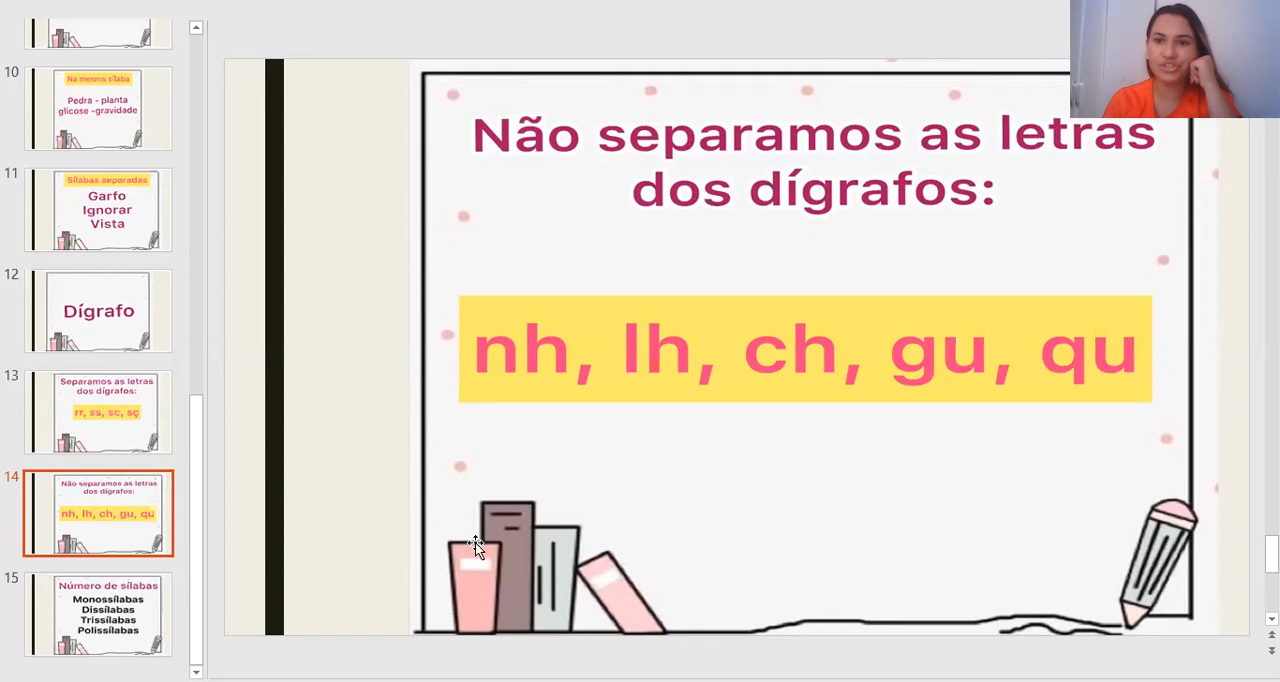 10
Na mesma sílaba
Pedra - planta
glicose -gravidade
11
Sílabas separadas
Garfo
Ignorar
Vista
12
Dígrafo
13
Separamos as letras
dos dígrafos:
rr, ss, sc, sç
14
Não separamos as letras
dos dígrafos:
nh, lh, ch, gu, qu
15
Número de sílabas
Monossílabas
Dissílabas
Trissílabas
Polissílabas
Não separamos as letras
dos dígrafos:
nh, lh, ch, gu, qu